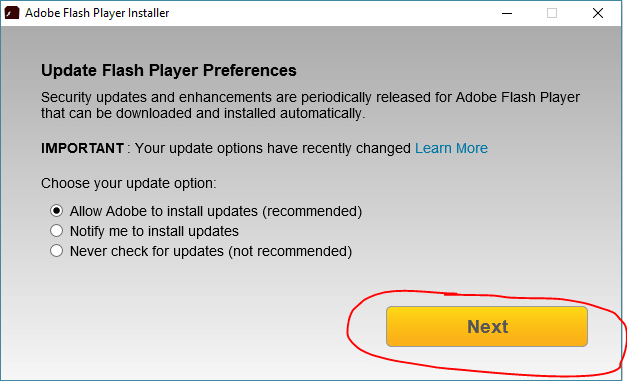 Adobe Flash Player Installer
Update Flash Player Preferences
Security updates and enhancements are periodically released for Adobe Flash Player
that can be downloaded and installed automatically.
IMPORTANT : Your update options have recently changed Learn More
Choose your update option:
Allow Adobe to install updates (recommended)
Notify me to install updates
Never check for updates (not recommended)
Next